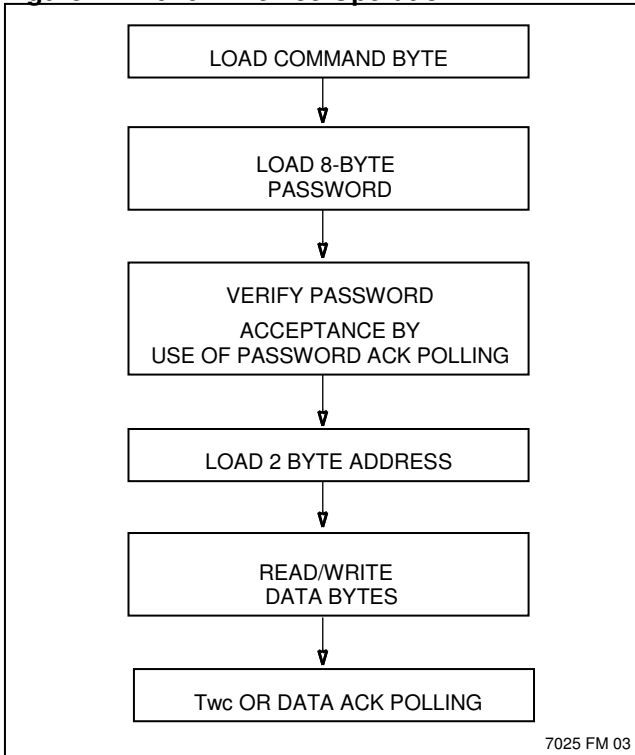 LOAD COMMAND BYTE
LOAD 8-BYTE
PASSWORD
VERIFY PASSWORD
ACCEPTANCE BY
USE OF PASSWORD ACK POLLING
LOAD 2 BYTE ADDRESS
READ/WRITE
DATA BYTES
Twc OR DATA ACK POLLING
7025 FM 03